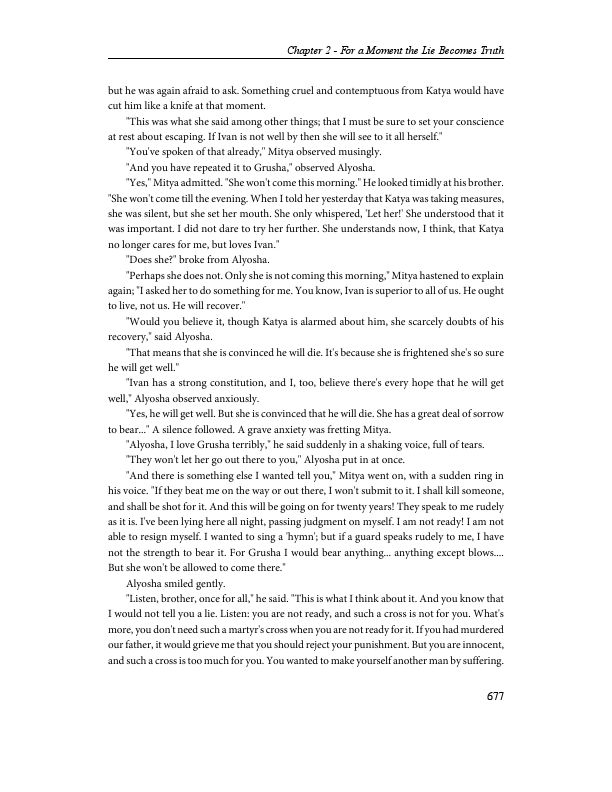 Chapter 2 - For a Moment the Lie Becomes Truth
but he was again afraid to ask. Something cruel and contemptuous from Katya would have
cut him like a knife at that moment.
"This was what she said among other things; that I must be sure to set your conscience
at rest about escaping. If Ivan is not well by then she will see to it all herself."
"You've spoken of that already," Mitya observed musingly.
"And you have repeated it to Grusha," observed Alyosha.
"Yes," Mitya admitted. "She won't come this morning." He looked timidly at his brother.
"She won't come till the evening. When I told her yesterday that Katya was taking measures,
she was silent, but she set her mouth. She only whispered, 'Let her!' She understood that it
was important. I did not dare to try her further. She understands now, I think, that Katya
no longer cares for me, but loves Ivan."
"Does she?" broke from Alyosha.
"Perhaps she does not. Only she is not coming this morning," Mitya hastened to explain
again; "I asked her to do something for me. You know, Ivan is superior to all of us. He ought
to live, not us. He will recover."
"Would you believe it, though Katya is alarmed about him, she scarcely doubts of his
recovery," said Alyosha.
"That means that she is convinced he will die. It's because she is frightened she's so sure
he will get well."
"Ivan has a strong constitution, and I, too, believe there's every hope that he will get
well," Alyosha observed anxiously.
"Yes, he will get well. But she is convinced that he will die. She has a great deal of sorrow
to bear..." A silence followed. A grave anxiety was fretting Mitya.
"Alyosha, I love Grusha terribly," he said suddenly in a shaking voice, full of tears.
"They won't let her go out there to you," Alyosha put in at once.
"And there is something else I wanted tell you," Mitya went on, with a sudden ring in
his voice. "If they beat me on the way or out there, I won't submit to it. I shall kill someone,
and shall be shot for it. And this will be going on for twenty years! They speak to me rudely
as it is. I've been lying here all night, passing judgment on myself. I am not ready! I am not
able to resign myself. I wanted to sing a 'hymn'; but if a guard speaks rudely to me, I have
not the strength to bear it. For Grusha I would bear anything... anything except blows....
But she won't be allowed to come there."
Alyosha smiled gently.
"Listen, brother, once for all," he said. "This is what I think about it. And you know that
I would not tell you a lie. Listen: you are not ready, and such a cross is not for you. What's
more, you don't need such a martyr's cross when you are not ready for it. If you had murdered
our father, it would grieve me that you should reject your punishment. But you are innocent,
and such a cross is too much for you. You wanted to make yourself another man by suffering.
677